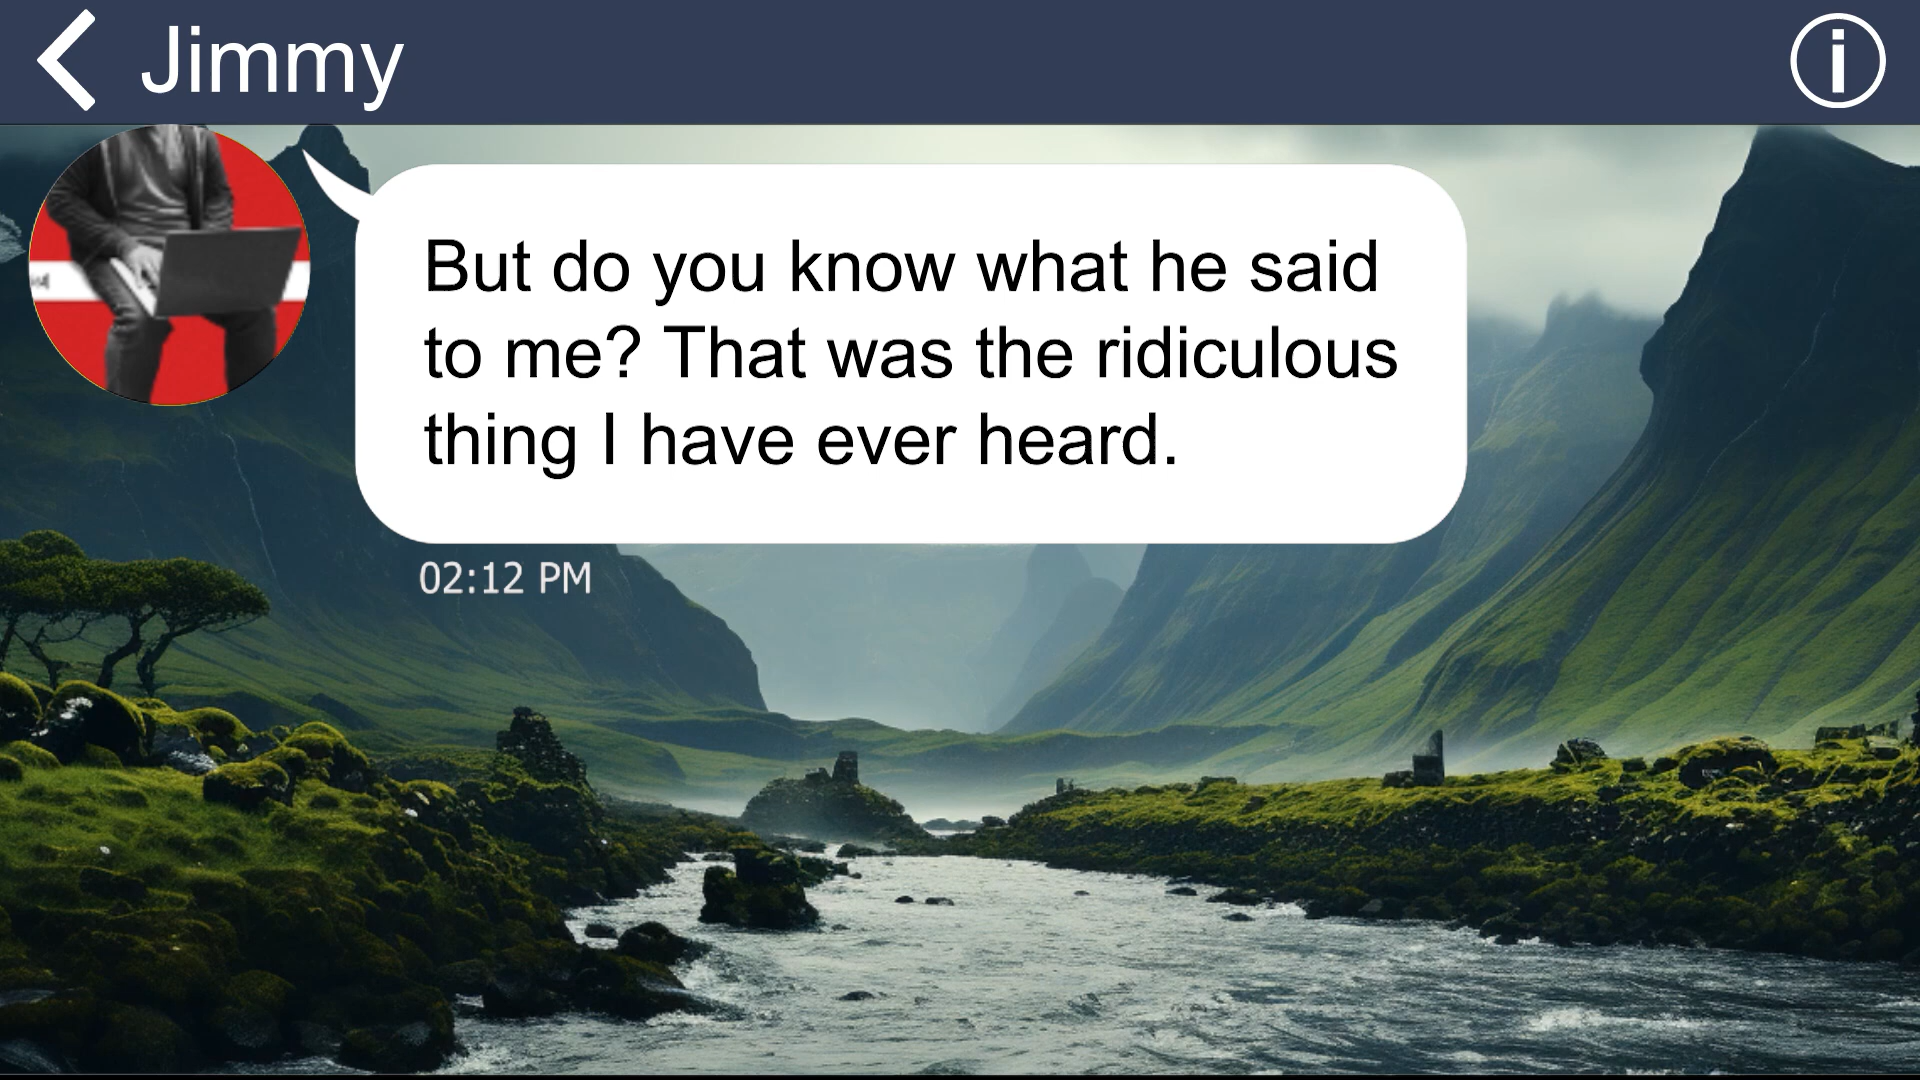 Jimmy
But do you know what he said
to me? That was the ridiculous
thing I have ever heard.
02:12 PM